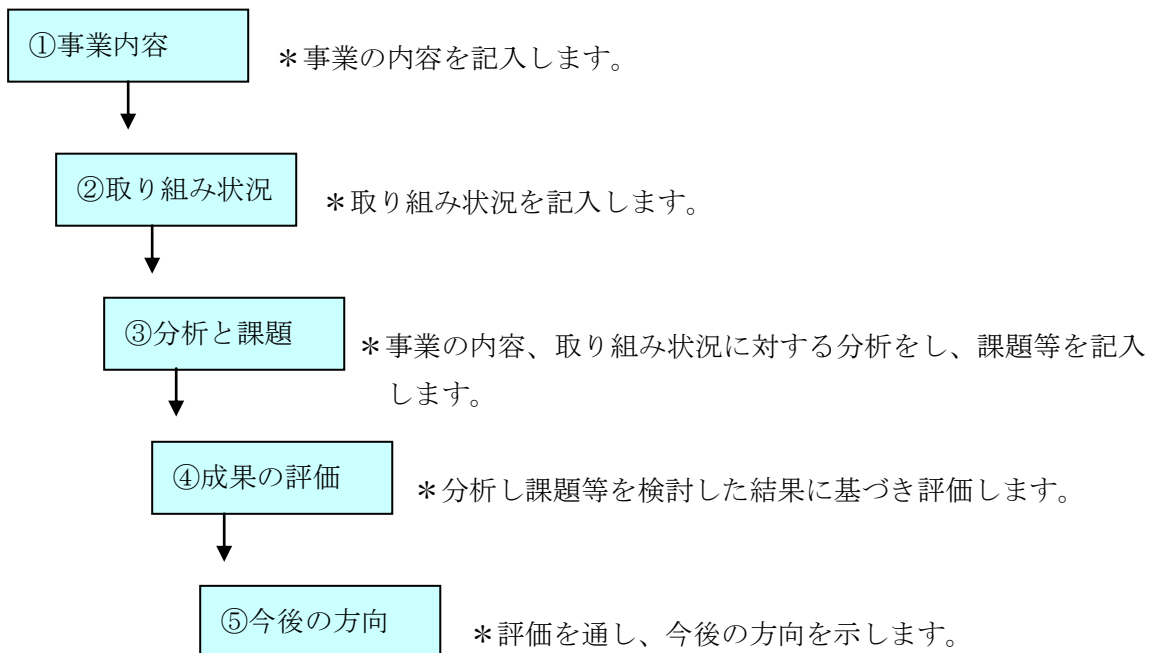 ①事業内容
＊事業の内容を記入します。
②取り組み状況
＊取り組み状況を記入します。
③分析と課題
＊事業の内容、取り組み状況に対する分析をし、課題等を記入
します。
④成果の評価
＊分析し課題等を検討した結果に基づき評価します。
⑤今後の方向
＊評価を通し、今後の方向を示します。